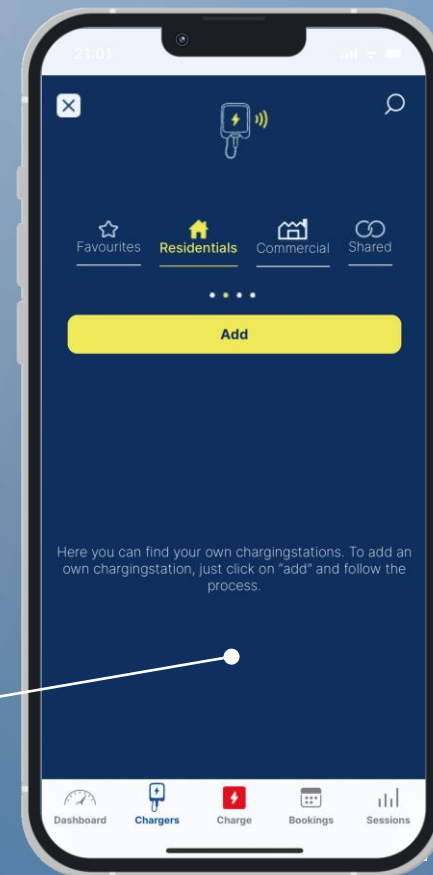 21:01
Favourites Residentials Commercial Shared
Add
Here you can find your own chargingstations. To add an
own chargingstation, just click on "add" and follow the
process.
Dashboard Chargers Charge Bookings Sessions